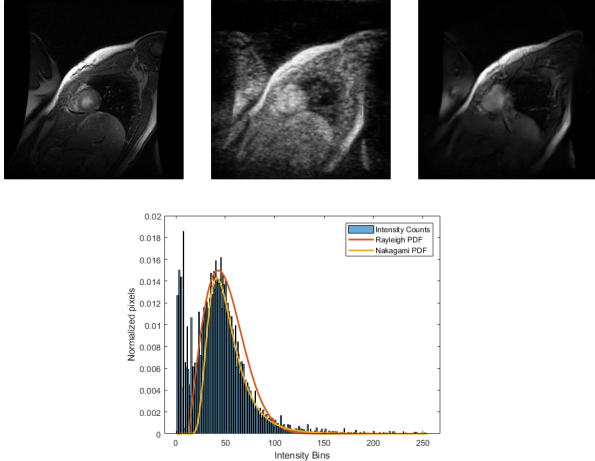 0.02
0.018
0.016
0.014
0.012
0.01
0.008
0.006
0.004
0.002
0
Normalized pixels
Intensity Counts
Rayleigh PDF
Nakagami PDF
0 50 100 150 200 250
Intensity Bins